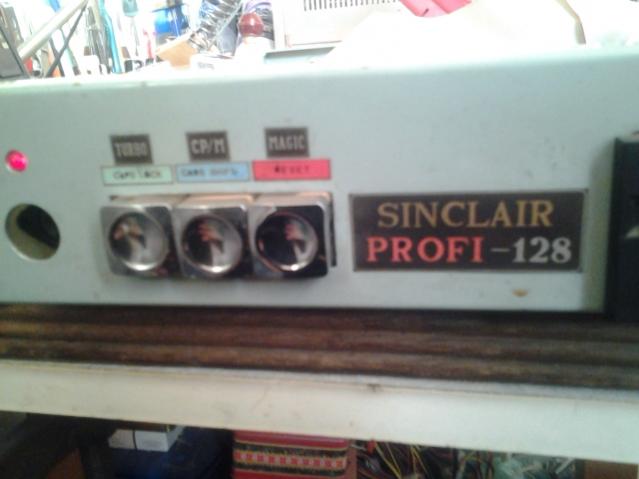 TURBO
CP/M
MAGIC
CAPS LOCK
RESET
SINCLAIR
PROFI-128